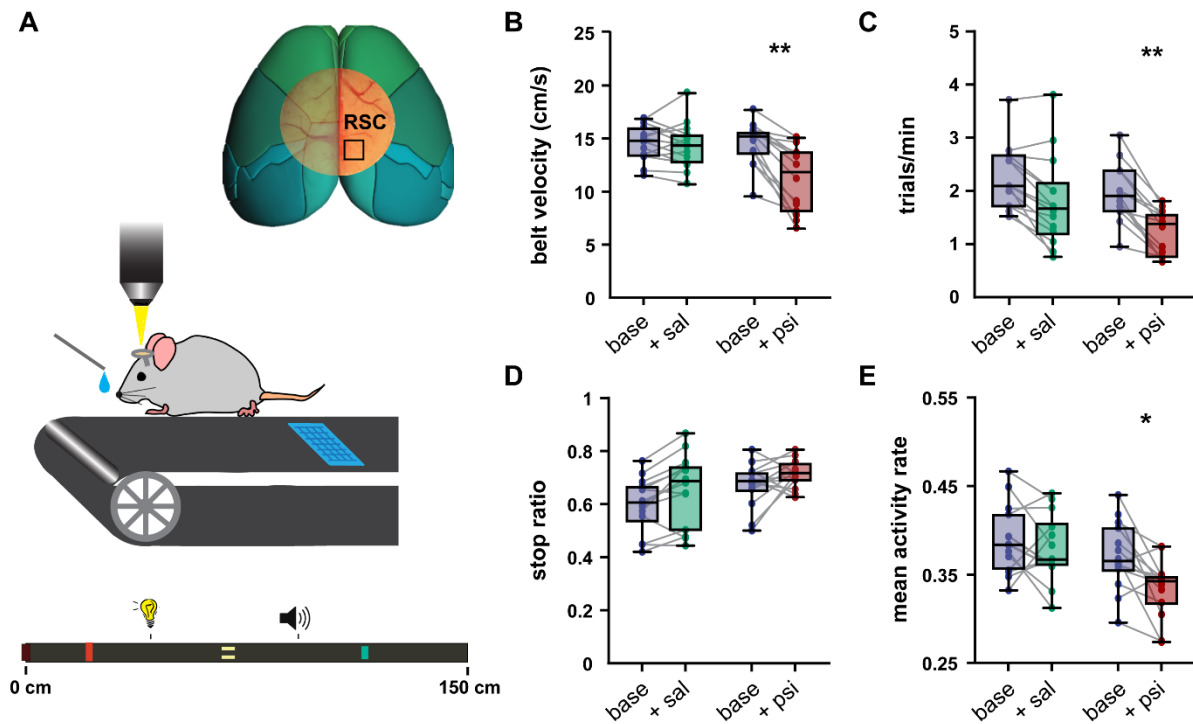 A
RSC
0 cm
150 cm
B
belt velocity (cm/s)
25
20
15
10
5
0
**
base
+ sal
base
+ psi
C
trials/min
5
4
3
2
1
0
**
base
+ sal
base
+ psi
D
stop ratio
1
0.8
0.6
0.4
0.2
0
base
+ sal
base
+ psi
E
mean activity rate
0.55
0.45
0.35
0.25
*
base
+ sal
base
+ psi